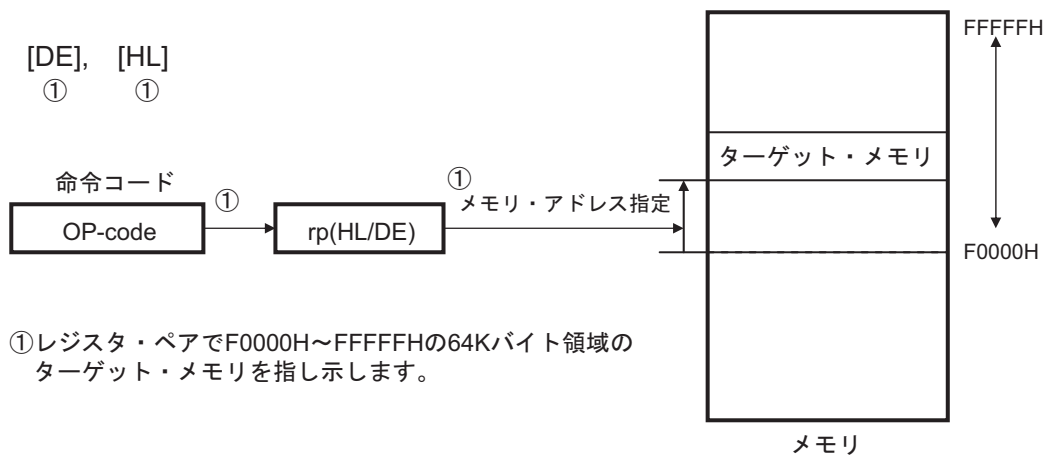 FFFFFH
[DE], [HL]
① ①
ターゲット・メモリ
命令コード
①
①
メモリ・アドレス指定
OP-code
rp(HL/DE)
F0000H
①レジスタ・ペアでF0000H～FFFFFHの64Kバイト領域の
ターゲット・メモリを指し示します。
メモリ